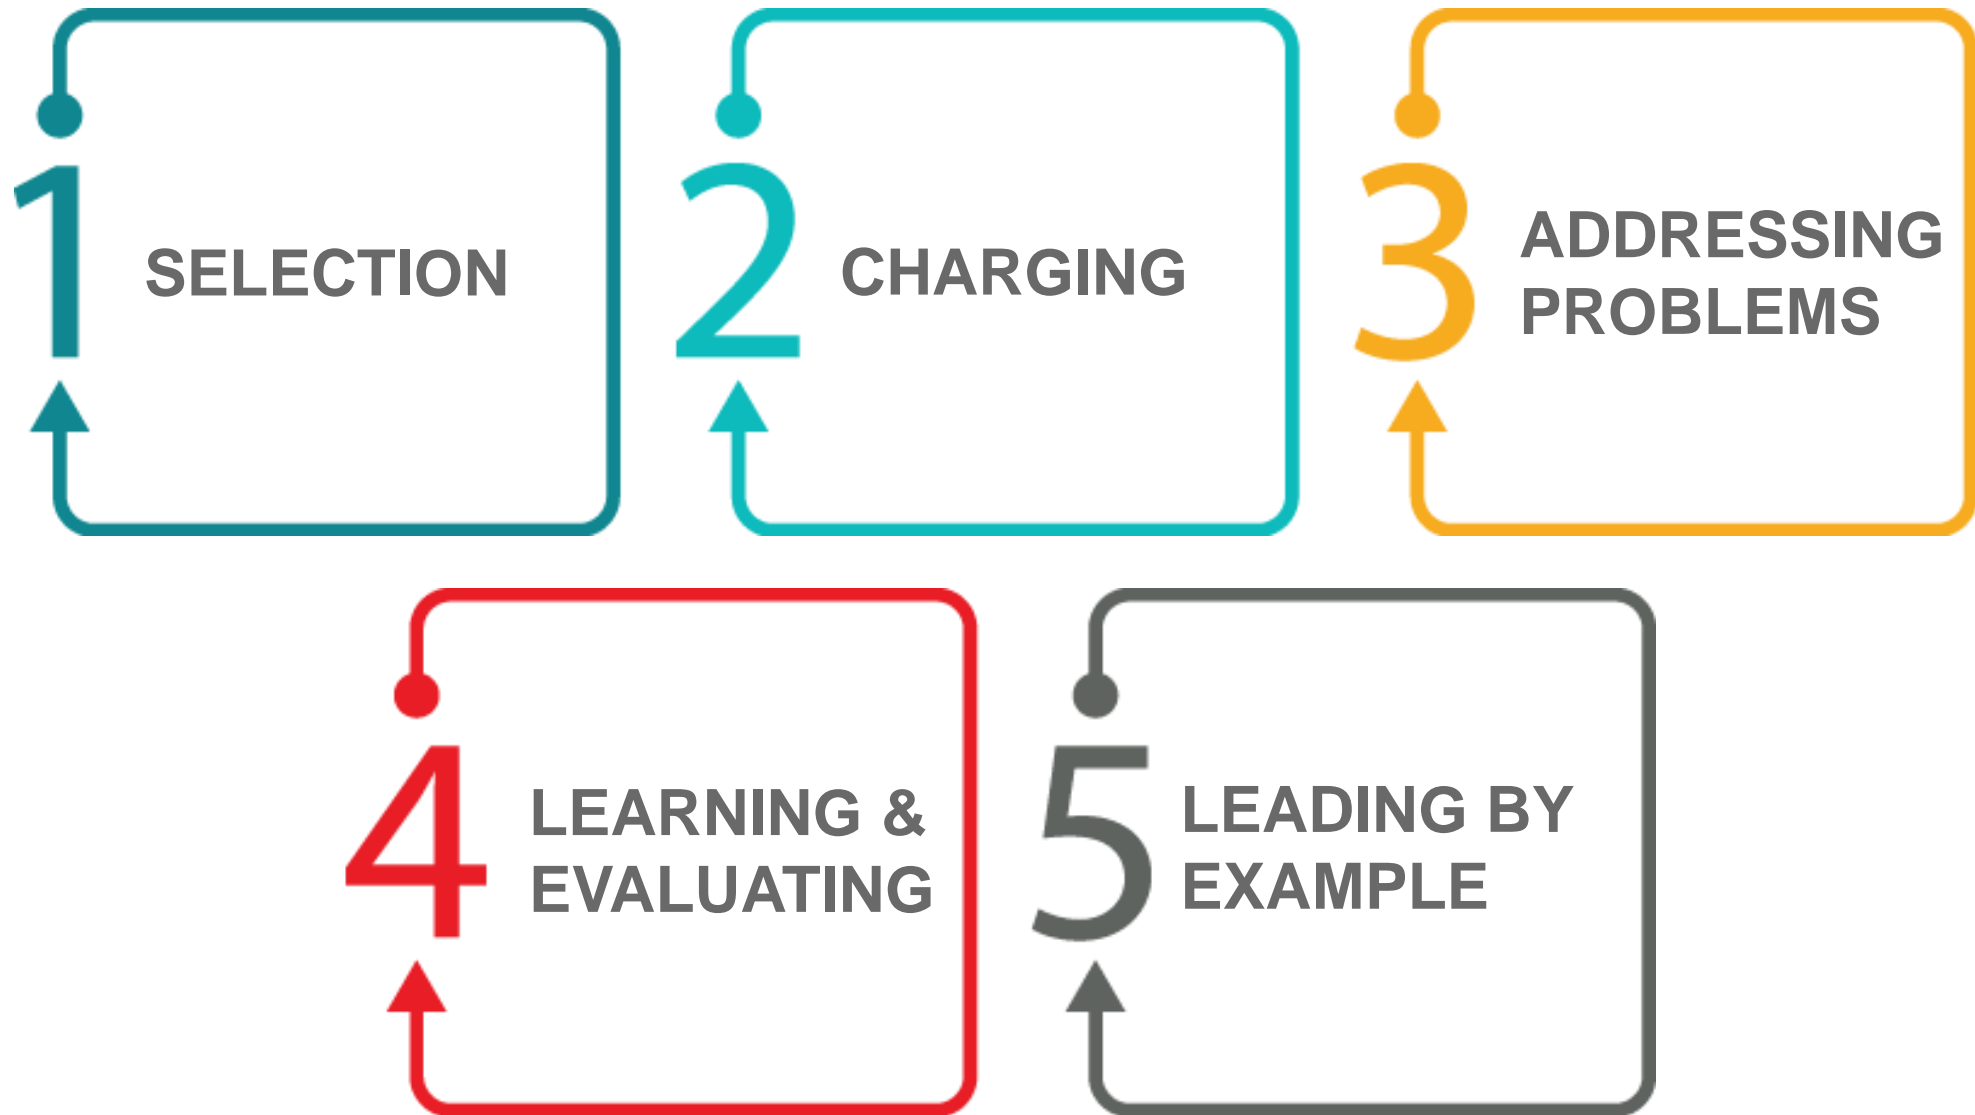 1
SELECTION
2
CHARGING
3
ADDRESSING
PROBLEMS
4
LEARNING &
EVALUATING
5
LEADING BY
EXAMPLE